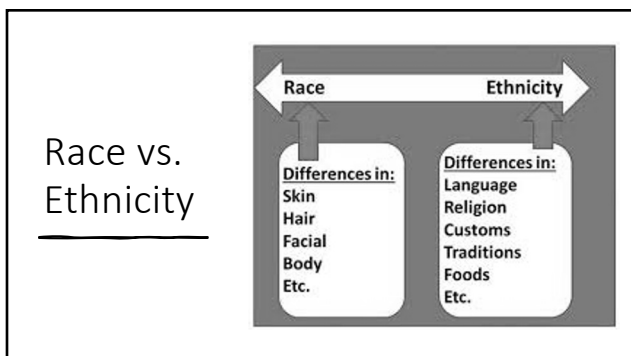 Race vs.
Ethnicity
Race
Ethnicity
Differences in:
Skin
Hair
Facial
Body
Etc.
Differences in:
Language
Religion
Customs
Traditions
Foods
Etc.